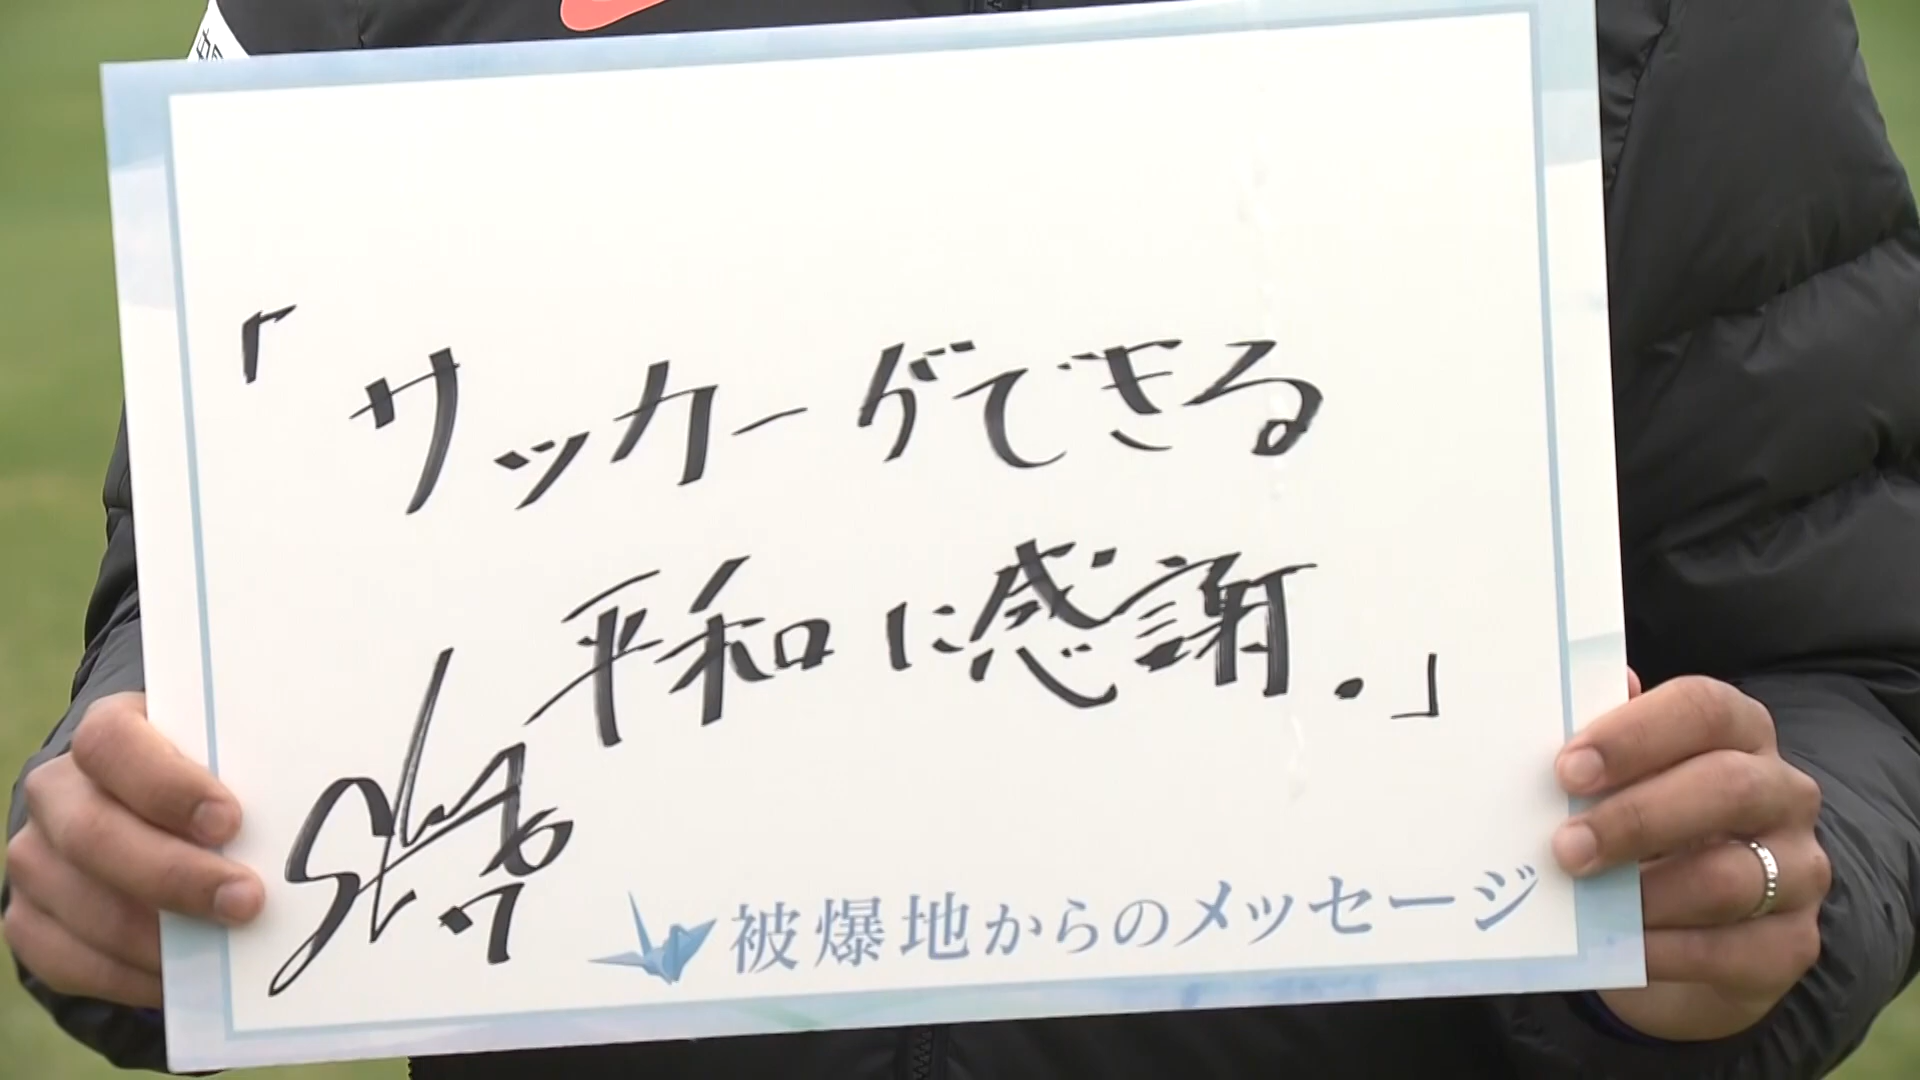 「サッカーができる
平和に感謝.」
被爆地からのメッセージ